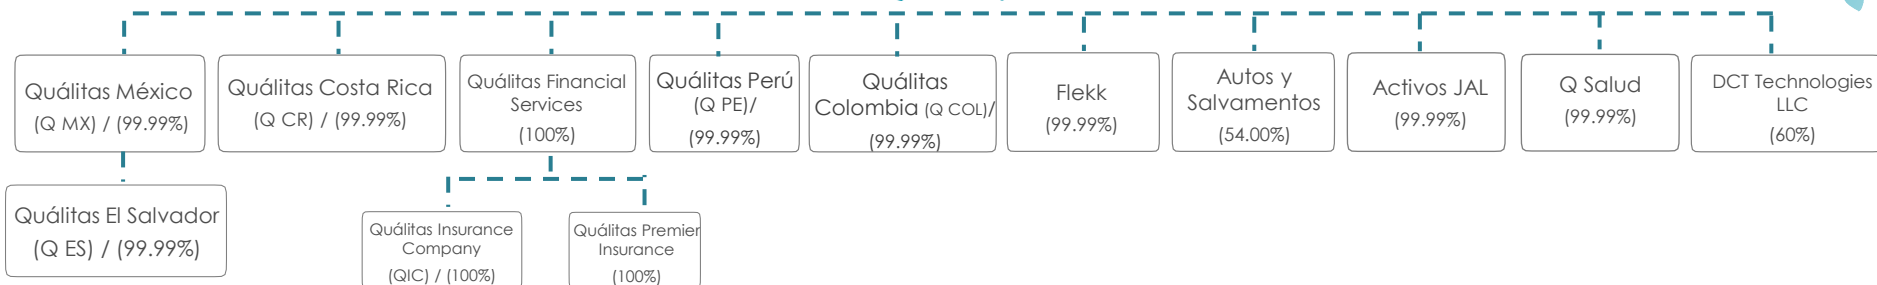 Quálitas México
(Q MX) / (99.99%)
Quálitas Costa Rica
(Q CR) / (99.99%)
Quálitas Financial
Services
(100%)
Quálitas Perú
(Q PE)/
(99.99%)
Quálitas
Colombia (Q COL)/
(99.99%)
Flekk
(99.99%)
Autos y
Salvamentos
(54.00%)
Activos JAL
(99.99%)
Q Salud
(99.99%)
DCT Technologies
LLC
(60%)
Quálitas El Salvador
(Q ES) / (99.99%)
Quálitas Insurance
Company
(QIC) / (100%)
Quálitas Premier
Insurance
(100%)